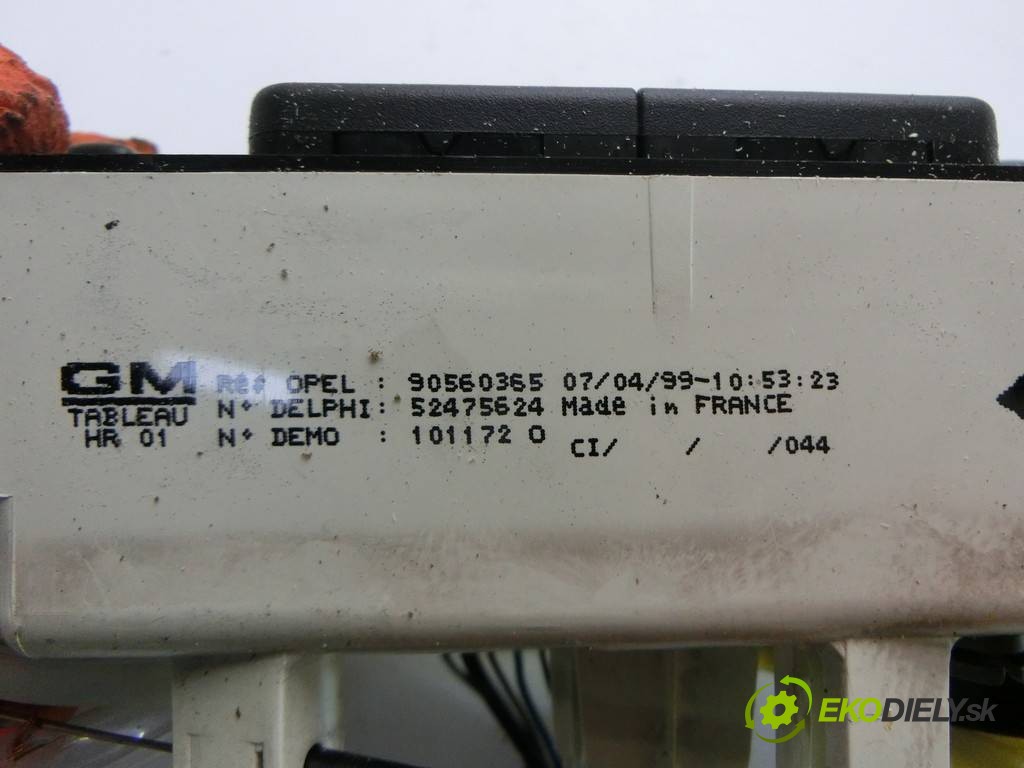 GM
TABLEAU
HR 01
Réf OPEL : 90560365 07/04/99-10:53:23
N° DELPHI: 52475624 Made in FRANCE
N° DEMO : 101172 0
CI/ / /044
EKODIELY.sk